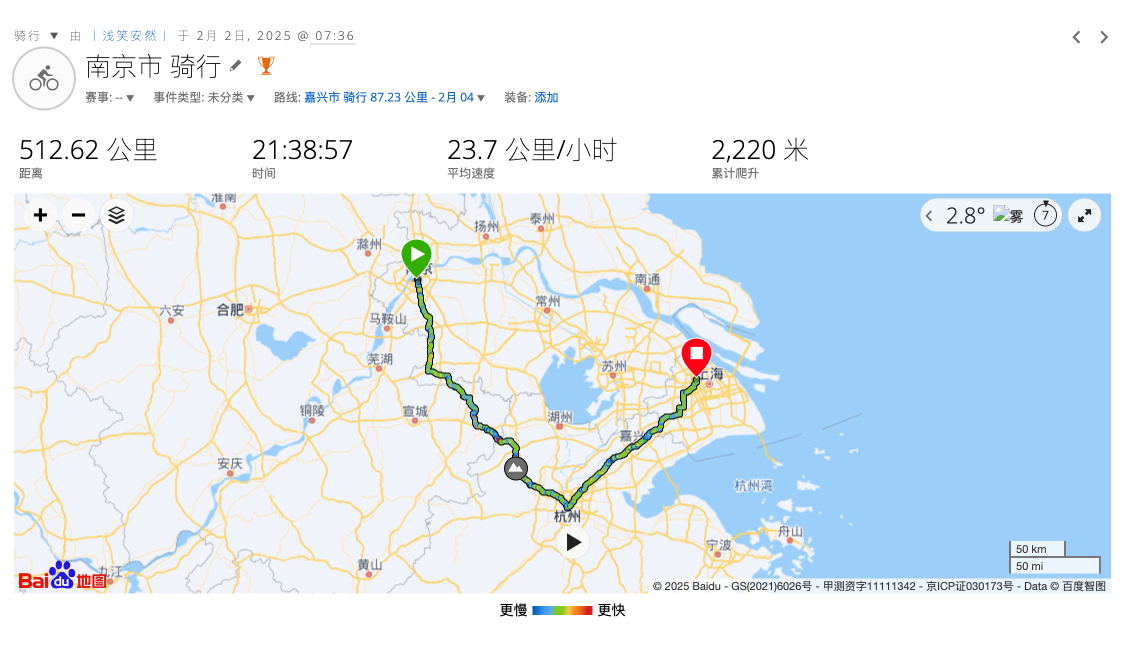 骑行 ▼ 由 ｜浅笑安然｜ 于 2月 2日, 2025 @ 07:36
南京市 骑行
赛事: -- ▼ 事件类型: 未分类 ▼ 路线: 嘉兴市 骑行 87.23 公里 - 2月 04 ▼ 装备: 添加
512.62 公里 21:38:57 23.7 公里/小时 2,220 米
距离 时间 平均速度 累计爬升
淮南
2.8° 雾 7
扬州 泰州
滁州
南通
六安 合肥 马鞍山 常州
芜湖 苏州 上海
铜陵 宣城 湖州
嘉兴
安庆
杭州湾
杭州
舟山
宁波
黄山
九江
50 km
50 mi
Bai du 地图
© 2025 Baidu - GS(2021)6026号 - 甲测资字11111342 - 京ICP证030173号 - Data © 百度智图
更慢 更快